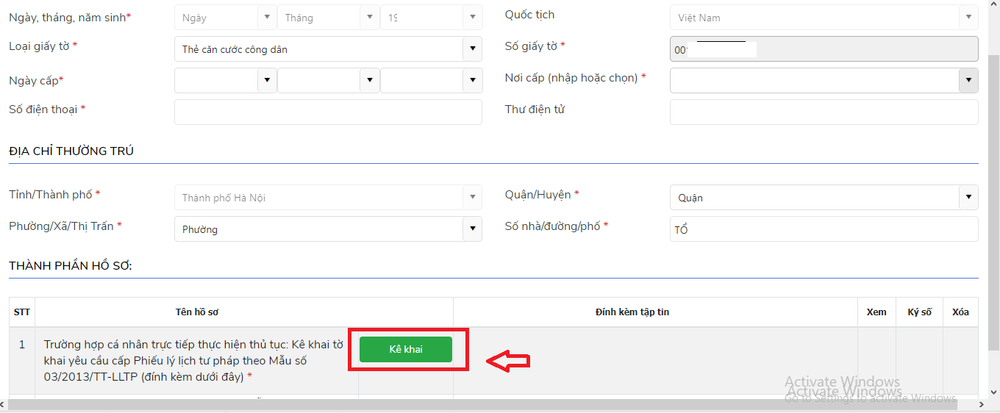 Ngày, tháng, năm sinh* Ngày Tháng 19 Quốc tịch Việt Nam
Loại giấy tờ * Thẻ căn cước công dân Số giấy tờ * 001
Ngày cấp* Nơi cấp (nhập hoặc chọn) *
Số điện thoại * Thư điện tử
ĐỊA CHỈ THƯỜNG TRÚ
Tỉnh/Thành phố * Thành phố Hà Nội Quận/Huyện * Quận
Phường/Xã/Thị Trấn * Phường Số nhà/đường/phố * TỔ
THÀNH PHẦN HỒ SƠ:
STT Tên hồ sơ Đính kèm tập tin Xem Ký số Xóa
1 Trường hợp cá nhân trực tiếp thực hiện thủ tục: Kê khai tờ
khai yêu cầu cấp Phiếu lý lịch tư pháp theo Mẫu số
03/2013/TT-LLTP (đính kèm dưới đây) *
Kê khai
Activate Windows
Activate Windows
Go to Settings to activate Windows.